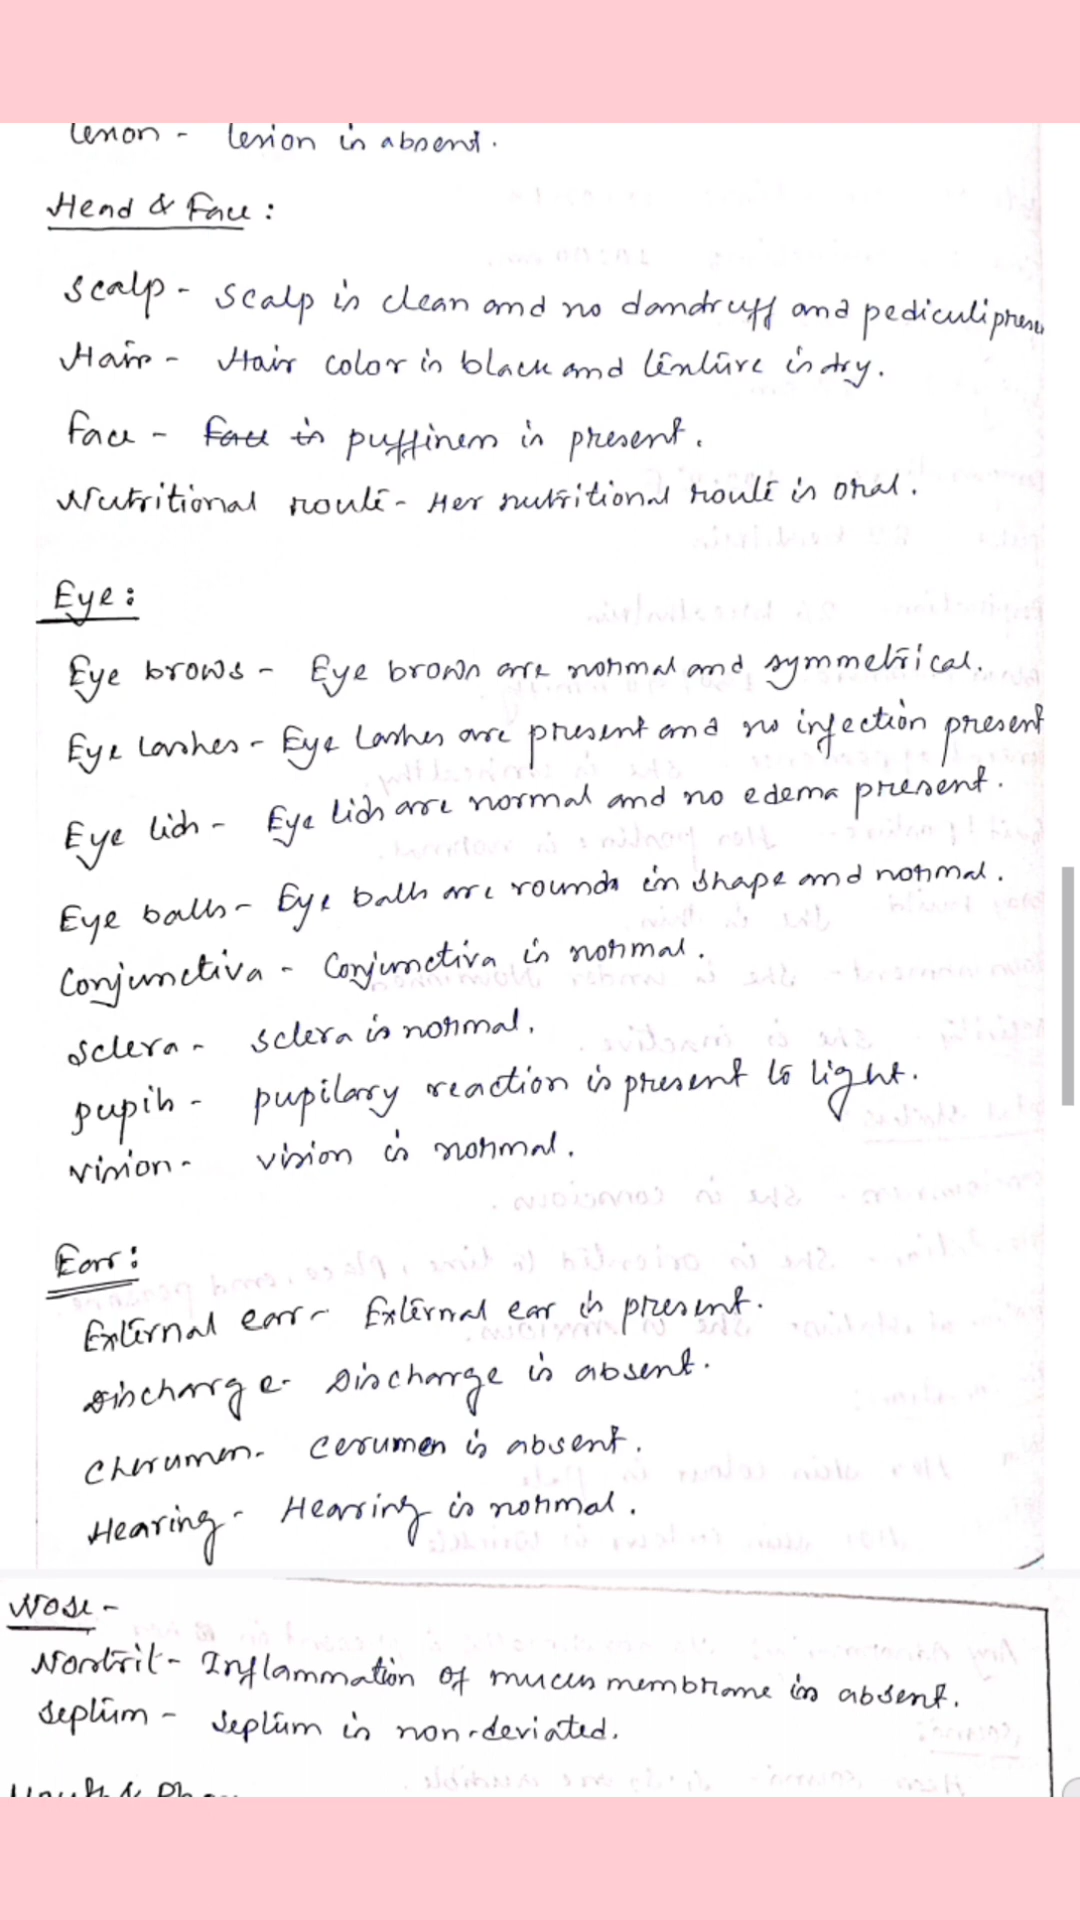 Lesion - lesion is absent.
Head & Face:
Scalp - Scalp is clean and no dandruff and pediculi presen
Hair - Hair color is black and texture is dry.
Face - Face is puffiness is present.
Nutritional route - Her nutritional route is oral.
Eye:
Eye brows - Eye brows are normal and symmetrical.
Eye lashes - Eye lashes are present and no infection present
Eye lids - Eye lids are normal and no edema present.
Eye balls - Eye balls are rounds in shape and normal.
Conjunctiva - Conjunctiva is normal.
Sclera - Sclera is normal.
pupils - pupilary reaction is present to light.
Vision - vision is normal.
Ear:
External ear - External ear is present.
Discharge - Discharge is absent.
Cherumen - Cerumen is absent.
Hearing - Hearing is normal.
Nose -
Nostril - Inflammation of mucus membrane is absent.
Septum - Septum is non-deviated.